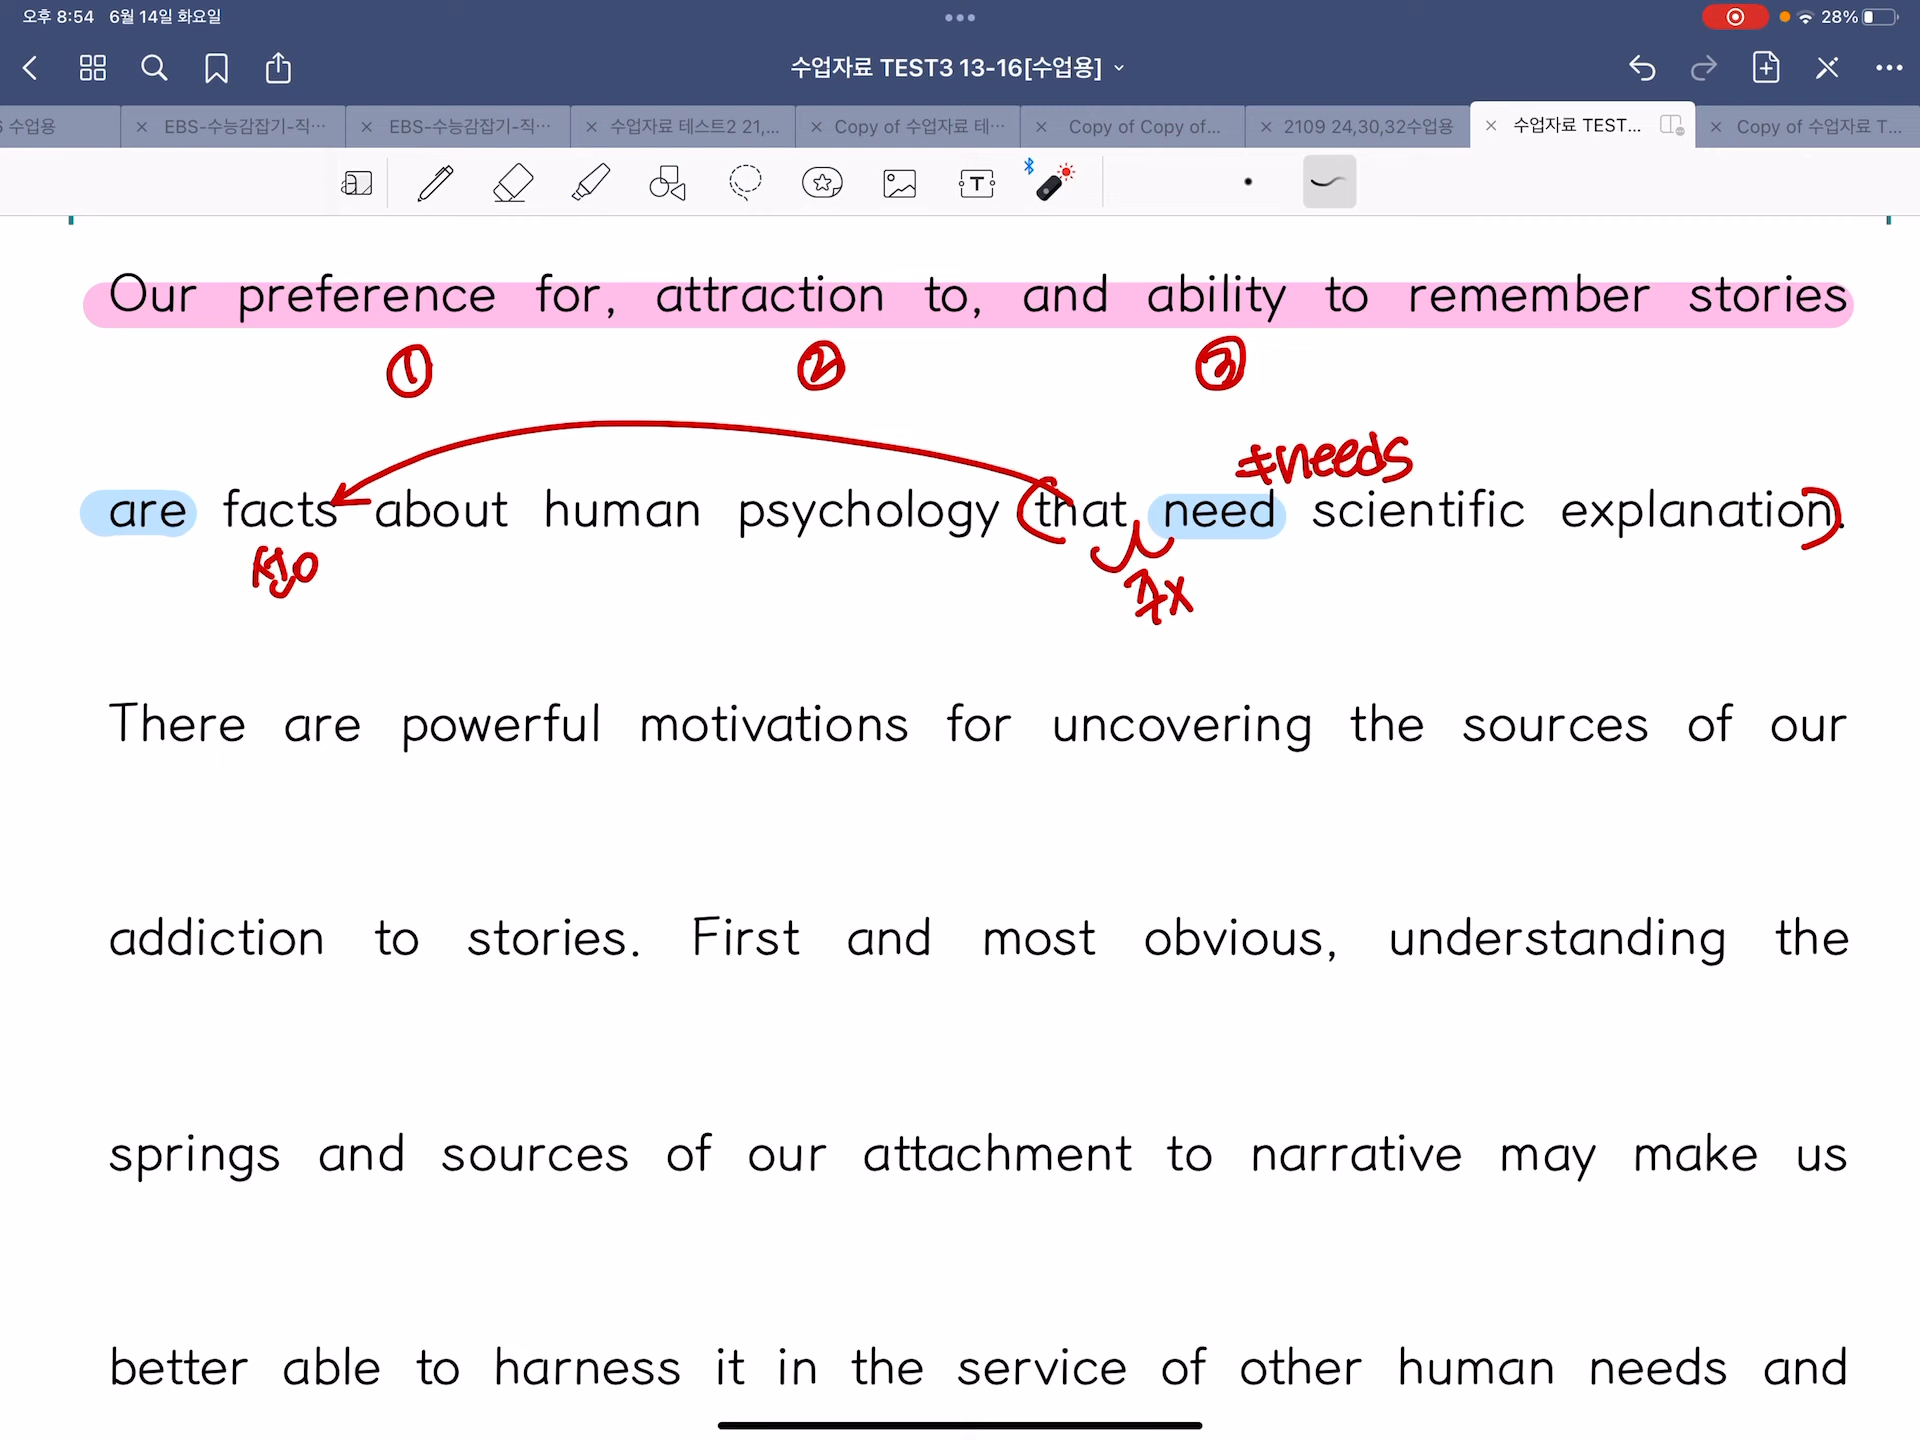 오후 8:54 6월 14일 화요일
28%
수업자료 TEST3 13-16[수업용]
수업용
EBS-수능감잡기-직…
EBS-수능감잡기-직…
수업자료 테스트2 21,...
Copy of 수업자료 테…
Copy of Copy of...
2109 24,30,32수업용
수업자료 TEST...
Copy of 수업자료 T...
Our preference for, attraction to, and ability to remember stories
① ② ③
≠needs
are facts about human psychology (that need scientific explanation).
There are powerful motivations for uncovering the sources of our
addiction to stories. First and most obvious, understanding the
springs and sources of our attachment to narrative may make us
better able to harness it in the service of other human needs and